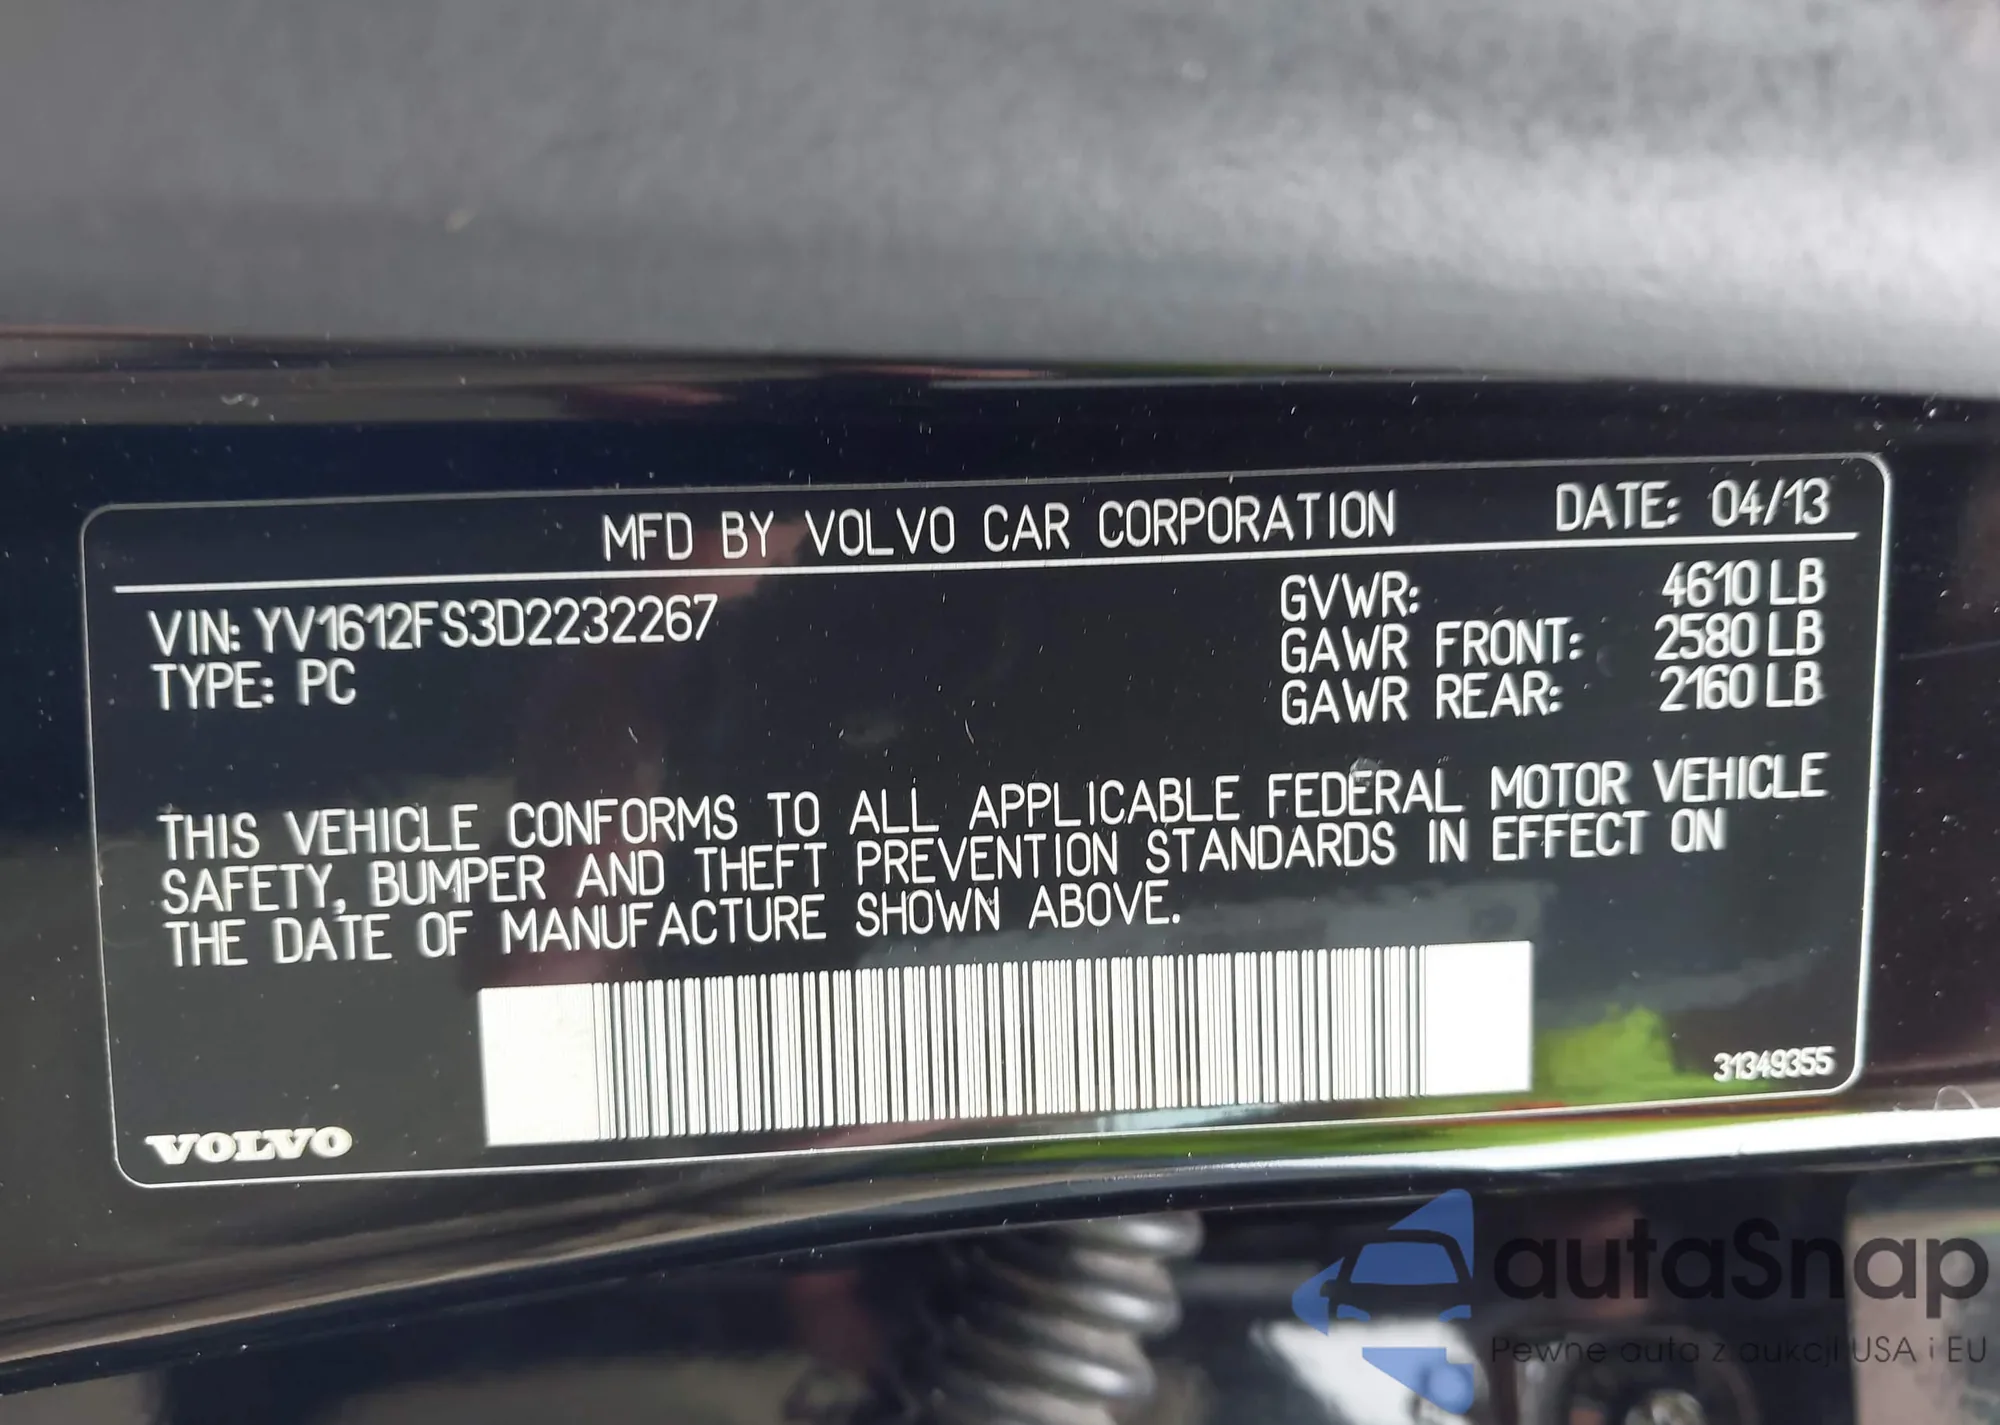 MFD BY VOLVO CAR CORPORATION DATE: 04/13
VIN: YV1612FS3D2232267
TYPE: PC
GVWR: 4610 LB
GAWR FRONT: 2580 LB
GAWR REAR: 2160 LB
THIS VEHICLE CONFORMS TO ALL APPLICABLE FEDERAL MOTOR VEHICLE
SAFETY, BUMPER AND THEFT PREVENTION STANDARDS IN EFFECT ON
THE DATE OF MANUFACTURE SHOWN ABOVE.
31349355
VOLVO
autaSnap
Pewne auta z aukcji USA i EU